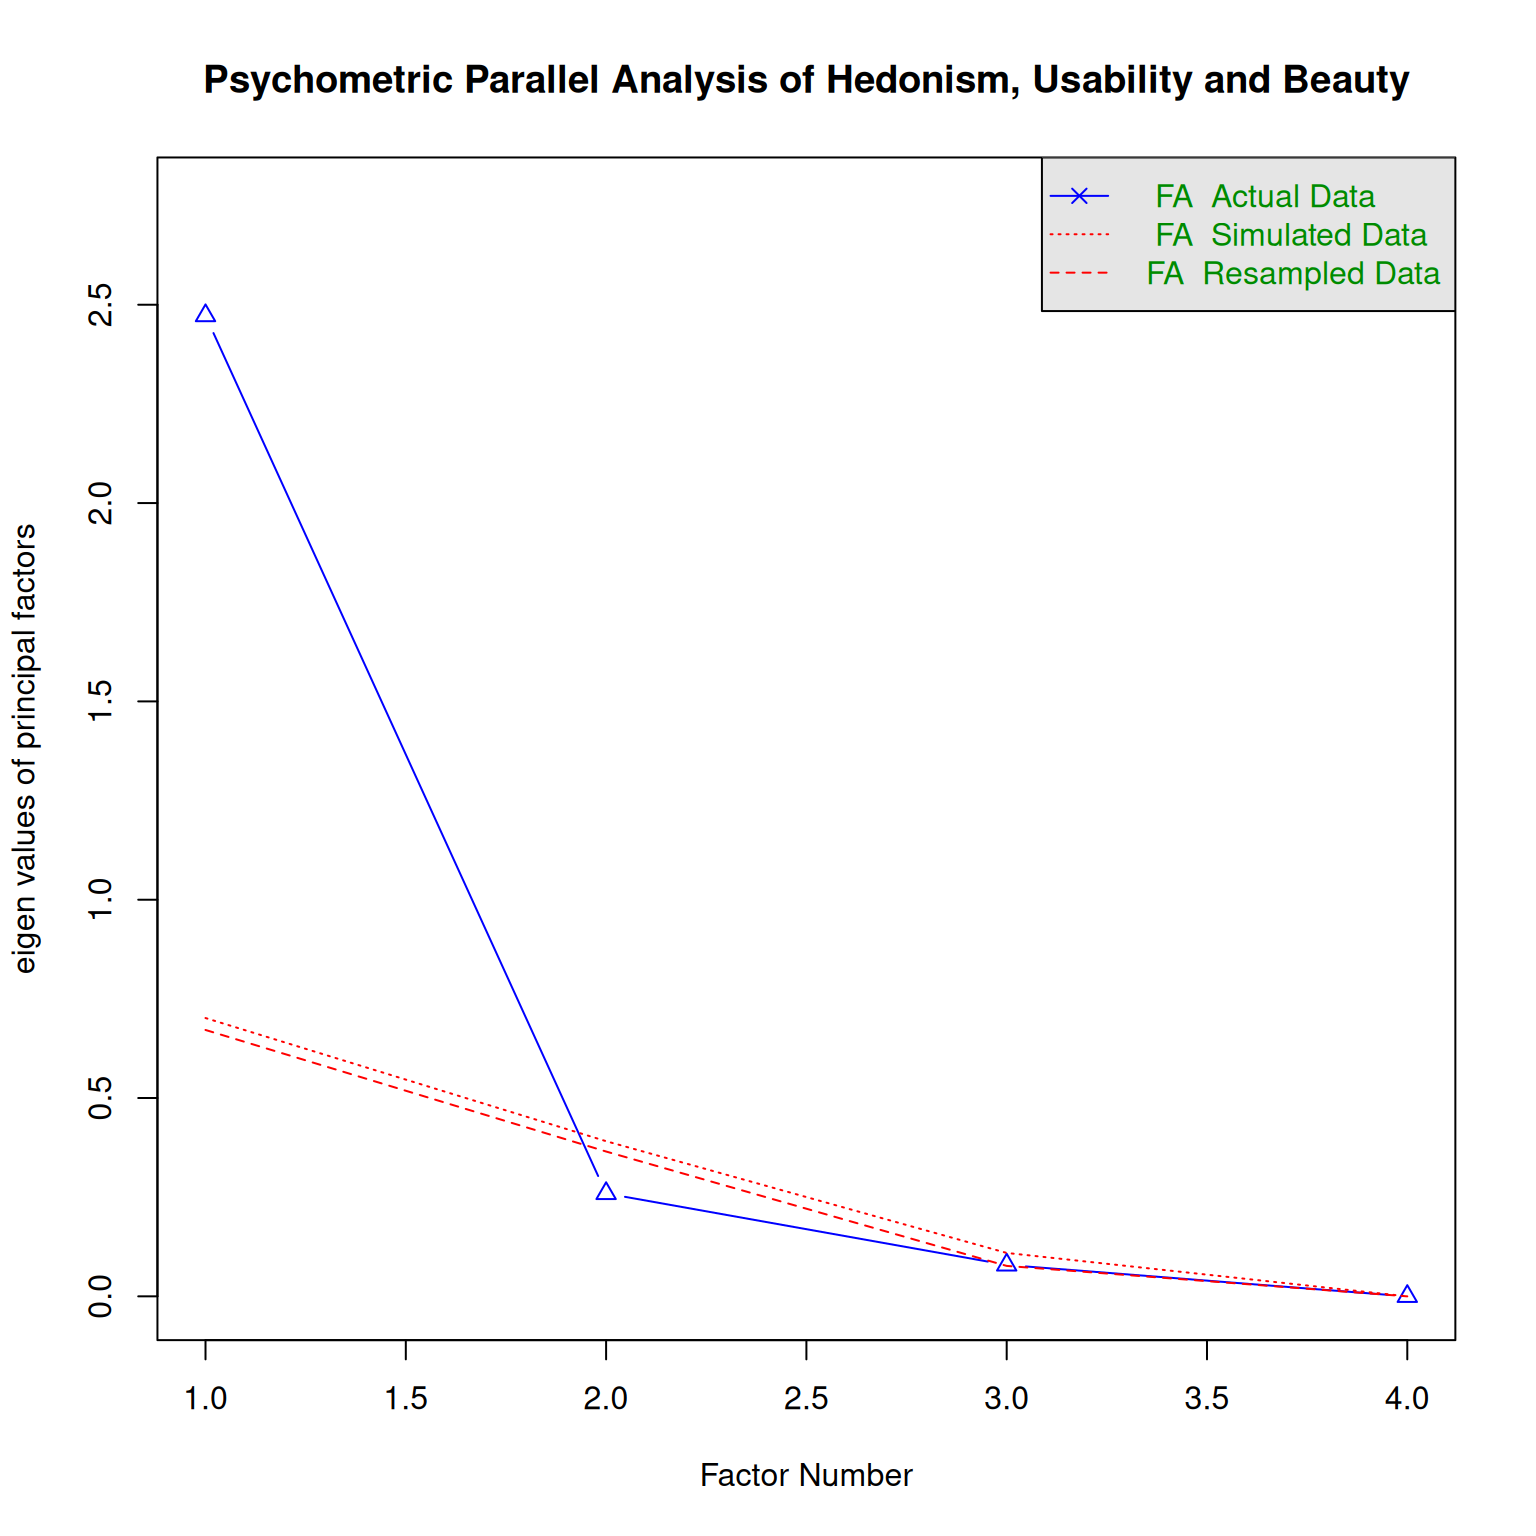 Psychometric Parallel Analysis of Hedonism, Usability and Beauty
FA Actual Data
FA Simulated Data
FA Resampled Data
eigen values of principal factors
2.5
2.0
1.5
1.0
0.5
0.0
1.0 1.5 2.0 2.5 3.0 3.5 4.0
Factor Number